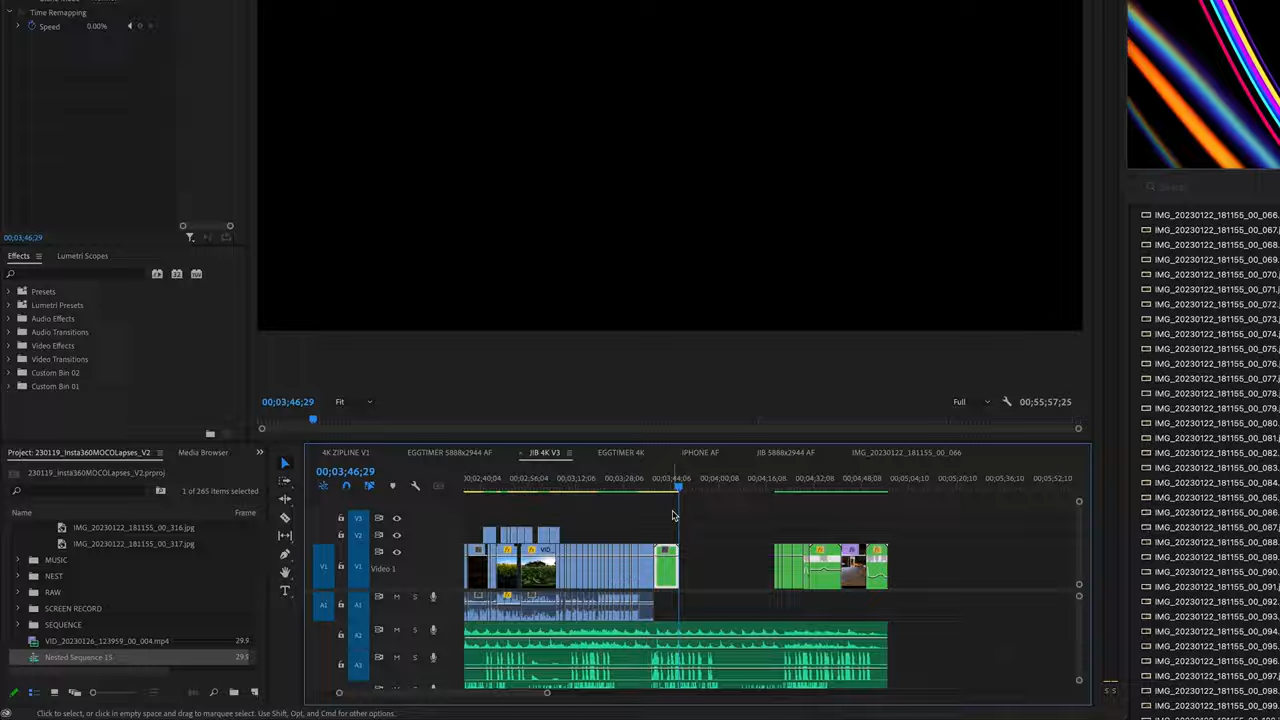 Time Remapping
Speed 0.00%
00;03;46;29
Effects
Lumetri Scopes
Presets
Lumetri Presets
Audio Effects
Audio Transitions
Video Effects
Video Transitions
Custom Bin 02
Custom Bin 01
00;03;46;29
Fit
Full
00;55;57;25
Project: 230119_Insta360MOCOLapses_V2
Media Browser
230119_Insta360MOCOLapses_V2.prproj
1 of 265 items selected
Name
Frame
IMG_20230122_181155_00_316.jpg
IMG_20230122_181155_00_317.jpg
MUSIC
NEST
RAW
SCREEN RECORD
SEQUENCE
VID_20230126_123959_00_004.mp4 29.9
Nested Sequence 15 29.9
4K ZIPLINE V1
EGGTIMER 5888x2944 AF
JIB 4K V3
EGGTIMER 4K
IPHONE AF
JIB 5888x2944 AF
IMG_20230122_181155_00_066
00;03;46;29
00;02;40;04 00;02;56;04 00;03;12;06 00;03;28;06 00;03;44;06 00;04;00;08 00;04;16;08 00;04;32;08 00;04;48;08 00;05;04;10 00;05;20;10 00;05;36;10 00;05;52;10
V3
V2
V1 V1
Video 1
A1 A1 M S
A2 M S
A3 M S
VID
S S
Click to select, or click in empty space and drag to marquee select. Use Shift, Opt, and Cmd for other options.
Search
IMG_20230122_181155_00_066.
IMG_20230122_181155_00_067.j
IMG_20230122_181155_00_068.
IMG_20230122_181155_00_069.
IMG_20230122_181155_00_070.j
IMG_20230122_181155_00_071.j
IMG_20230122_181155_00_072.j
IMG_20230122_181155_00_073.j
IMG_20230122_181155_00_074.j
IMG_20230122_181155_00_075.j
IMG_20230122_181155_00_076.j
IMG_20230122_181155_00_077.j
IMG_20230122_181155_00_078.j
IMG_20230122_181155_00_079.j
IMG_20230122_181155_00_080.
IMG_20230122_181155_00_081.j
IMG_20230122_181155_00_082.
IMG_20230122_181155_00_083.
IMG_20230122_181155_00_084.
IMG_20230122_181155_00_085.
IMG_20230122_181155_00_086.
IMG_20230122_181155_00_087.j
IMG_20230122_181155_00_088.
IMG_20230122_181155_00_089.
IMG_20230122_181155_00_090.
IMG_20230122_181155_00_091.j
IMG_20230122_181155_00_092.
IMG_20230122_181155_00_093.
IMG_20230122_181155_00_094.
IMG_20230122_181155_00_095.
IMG_20230122_181155_00_096.
IMG_20230122_181155_00_097.j
IMG_20230122_181155_00_098.
IMG_20230122_181155_00_099.